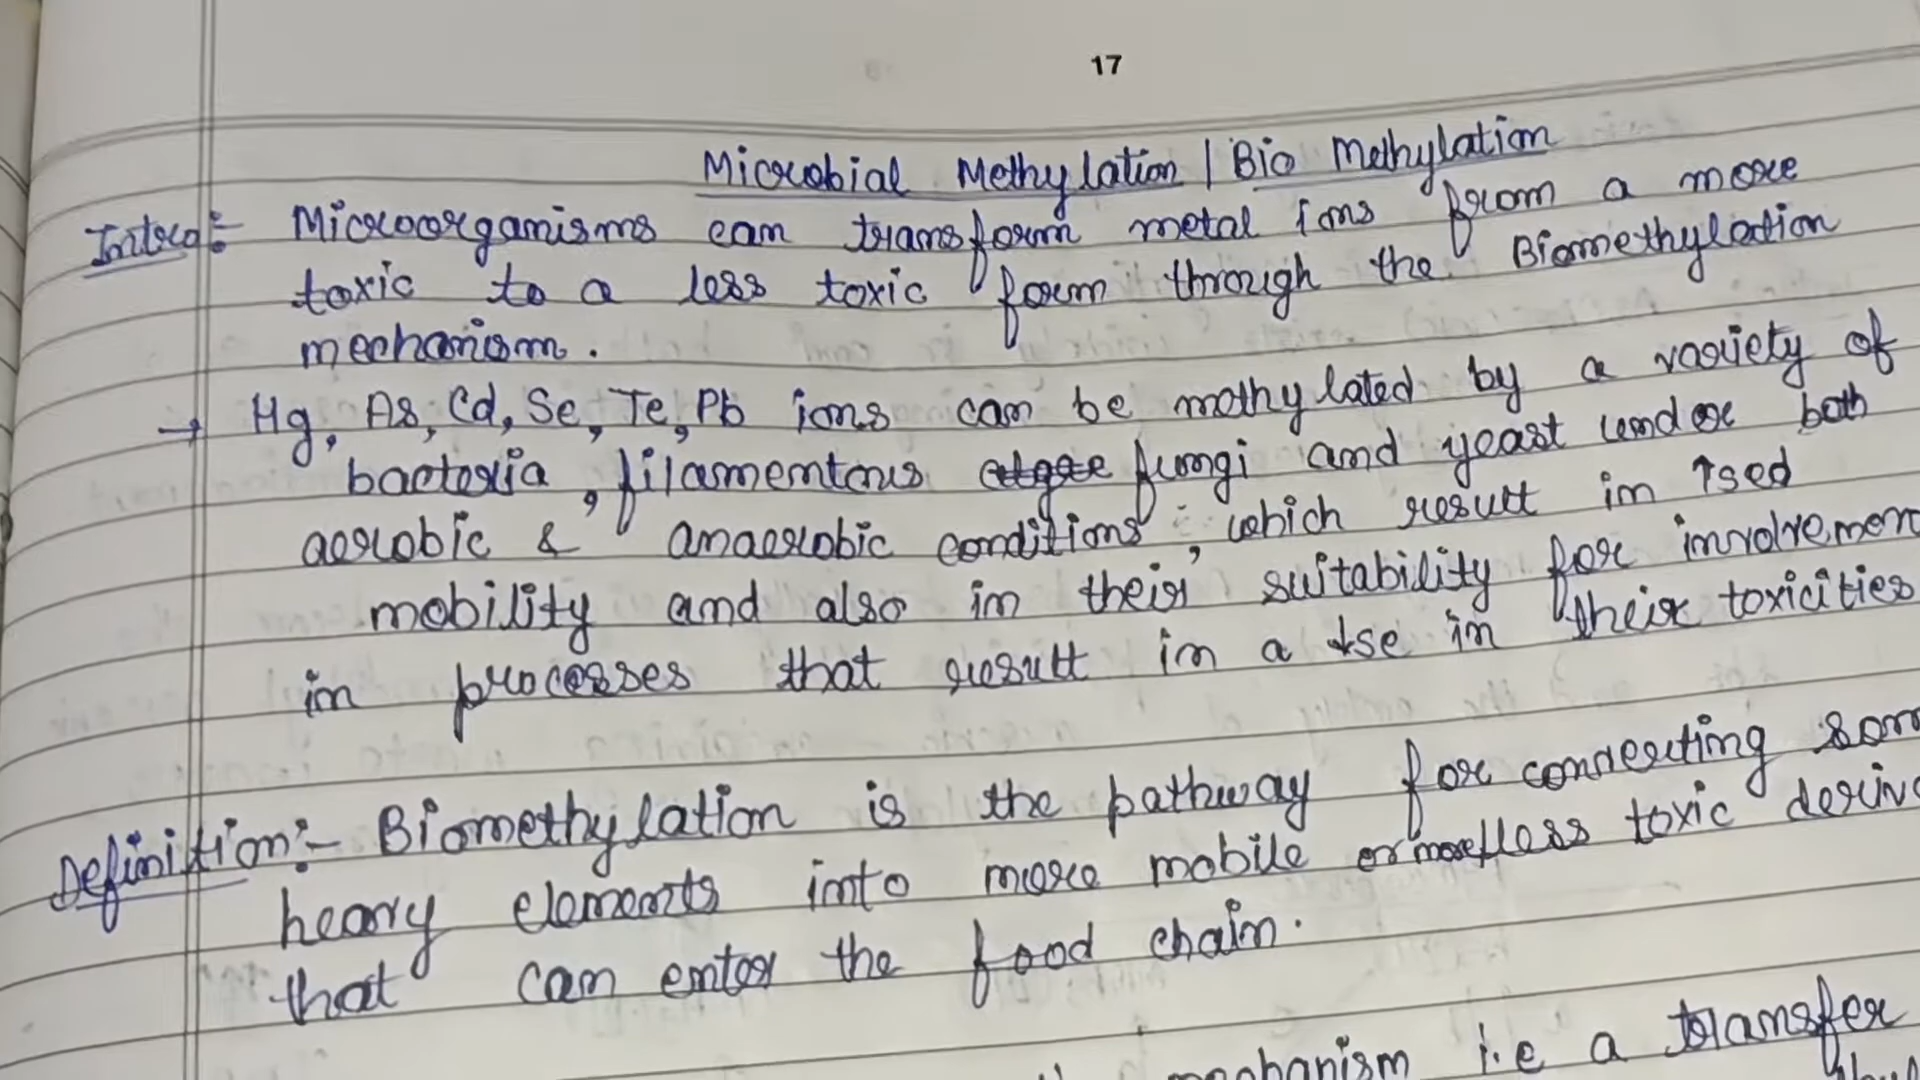 17
Microbial Methylation | Bio Methylation
Intro:- Microorganisms can transform metal ions from a more
toxic to a less toxic form through the Biomethylation
mechanism.
→ Hg, As, Cd, Se, Te, Pb ions can be methylated by a variety of
bacteria, filamentous fungi and yeast under both
aerobic & anaerobic conditions, which result in ↑sed
mobility and also in their suitability for involvemen
in processes that result in a ↓se in their toxicities
Definition:- Biomethylation is the pathway for converting som
heavy elements into more mobile or more/less toxic deriv
that can enter the food chain.
mechanism i.e a transfer